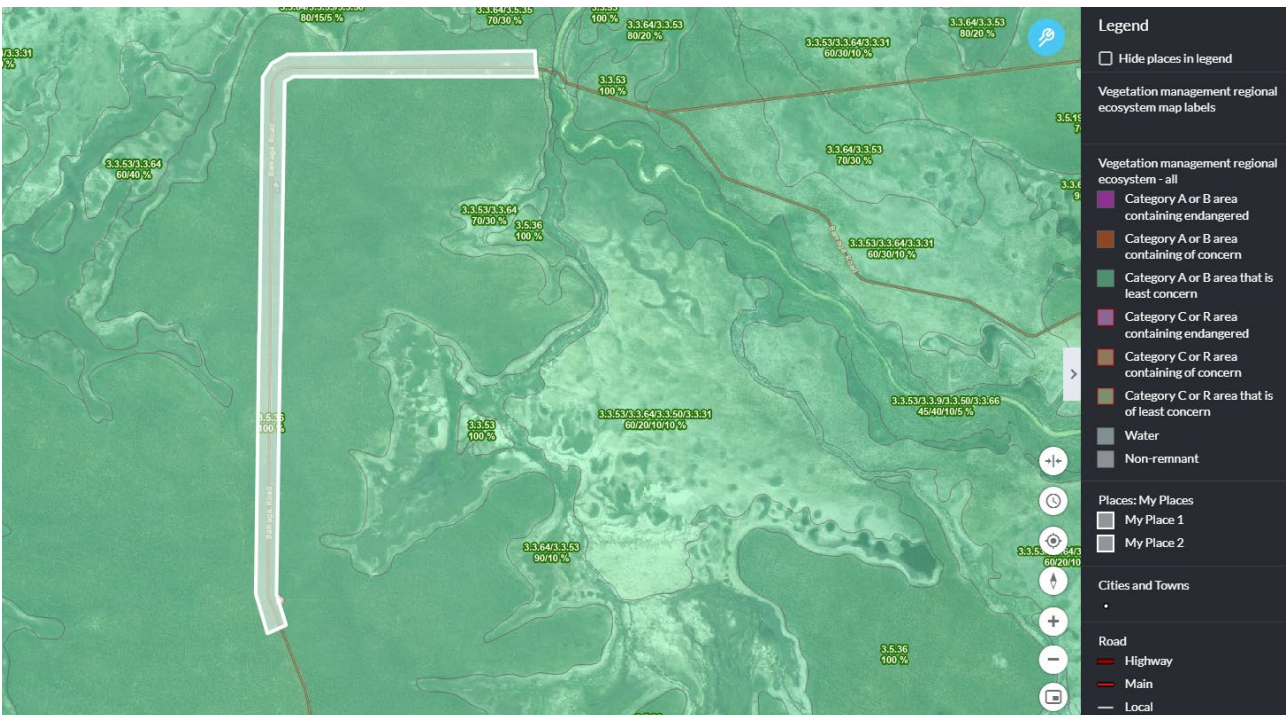 80/15/5 %
70/30 %
3.3.53
100 %
3.3.64/3.3.53
80/20 %
3.3.53/3.3.64/3.3.31
60/30/10 %
3.3.64/3.3.53
80/20 %
3.3.53
100 %
3.3.64/3.3.53
70/30 %
3.3.53/3.3.64
60/40 %
Barraga Road
3.3.53/3.3.64
70/30 %
3.5.36
100 %
3.3.53/3.3.64/3.3.31
60/30/10 %
3.5.36
100 %
3.3.53
100 %
3.3.53/3.3.64/3.3.50/3.3.31
60/20/10/10 %
3.3.53/3.3.9/3.3.50/3.3.66
45/40/10/5 %
3.3.64/3.3.53
90/10 %
3.5.36
100 %
Legend
Hide places in legend
Vegetation management regional
ecosystem map labels
Vegetation management regional
ecosystem - all
Category A or B area
containing endangered
Category A or B area
containing of concern
Category A or B area that is
least concern
Category C or R area
containing endangered
Category C or R area
containing of concern
Category C or R area that is
of least concern
Water
Non-remnant
Places: My Places
My Place 1
My Place 2
Cities and Towns
Road
Highway
Main
Local